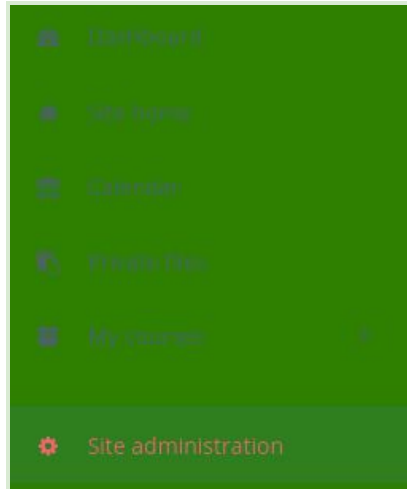 Dashboard
Site home
Calendar
Private files
My courses
Site administration